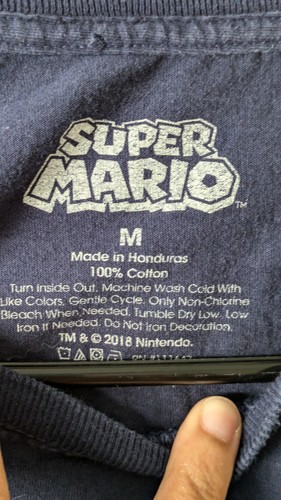 SUPER
MARIO
TM
M
Made in Honduras
100% Cotton
Turn Inside Out. Machine Wash Cold With
Like Colors. Gentle Cycle. Only Non-Chlorine
Bleach When Needed. Tumble Dry Low. Low
Iron If Needed. Do Not Iron Decoration.
TM & © 2018 Nintendo.